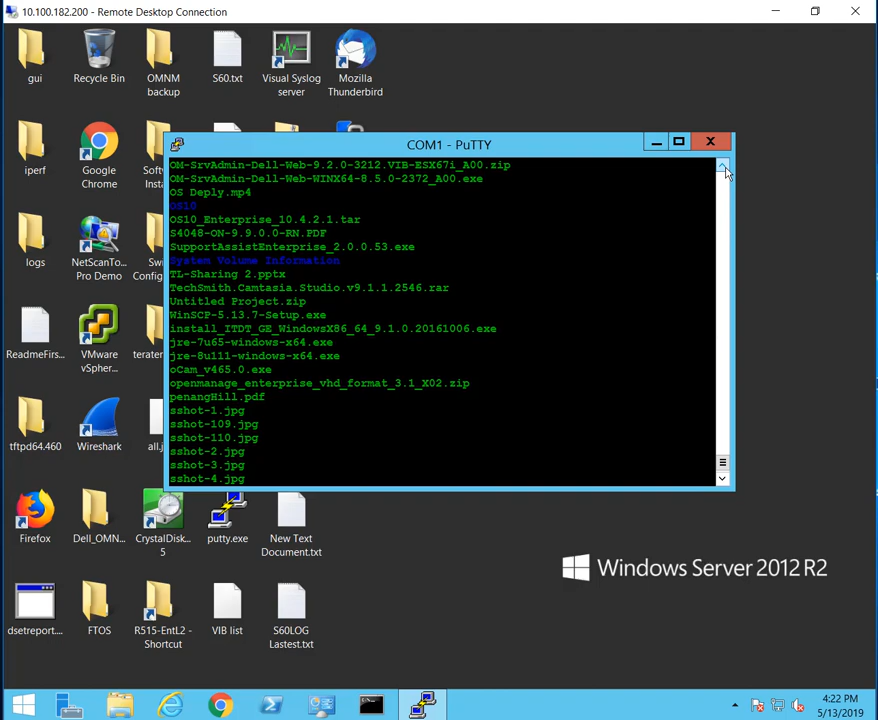 10.100.182.200 - Remote Desktop Connection
gui
Recycle Bin
OMNM backup
S60.txt
Visual Syslog server
Mozilla Thunderbird
COM1 - PuTTY
OM-SrvAdmin-Dell-Web-9.2.0-3212.VIB-ESX67i_A00.zip
OM-SrvAdmin-Dell-Web-WINX64-8.5.0-2372_A00.exe
OS Deply.mp4
OS10
OS10_Enterprise_10.4.2.1.tar
S4048-ON-9.9.0.0-RN.PDF
SupportAssistEnterprise_2.0.0.53.exe
System Volume Information
TL-Sharing 2.pptx
TechSmith.Camtasia.Studio.v9.1.1.2546.rar
Untitled Project.zip
WinSCP-5.13.7-Setup.exe
install_ITDT_GE_WindowsX86_64_9.1.0.20161006.exe
jre-7u65-windows-x64.exe
jre-8u111-windows-x64.exe
oCam_v465.0.exe
openmanage_enterprise_vhd_format_3.1_X02.zip
penangHill.pdf
sshot-1.jpg
sshot-109.jpg
sshot-110.jpg
sshot-2.jpg
sshot-3.jpg
sshot-4.jpg
iperf
Google Chrome
Soft
Insta
logs
NetScanTo...
Pro Demo
Swi
Config
ReadmeFirs...
VMware vSpher...
terater
tftpd64.460
Wireshark
all.j
Firefox
Dell_OMN...
CrystalDisk...
5
putty.exe
New Text Document.txt
dsetreport....
FTOS
R515-EntL2 - Shortcut
VIB list
S60LOG Lastest.txt
Windows Server 2012 R2
4:22 PM
5/13/2019